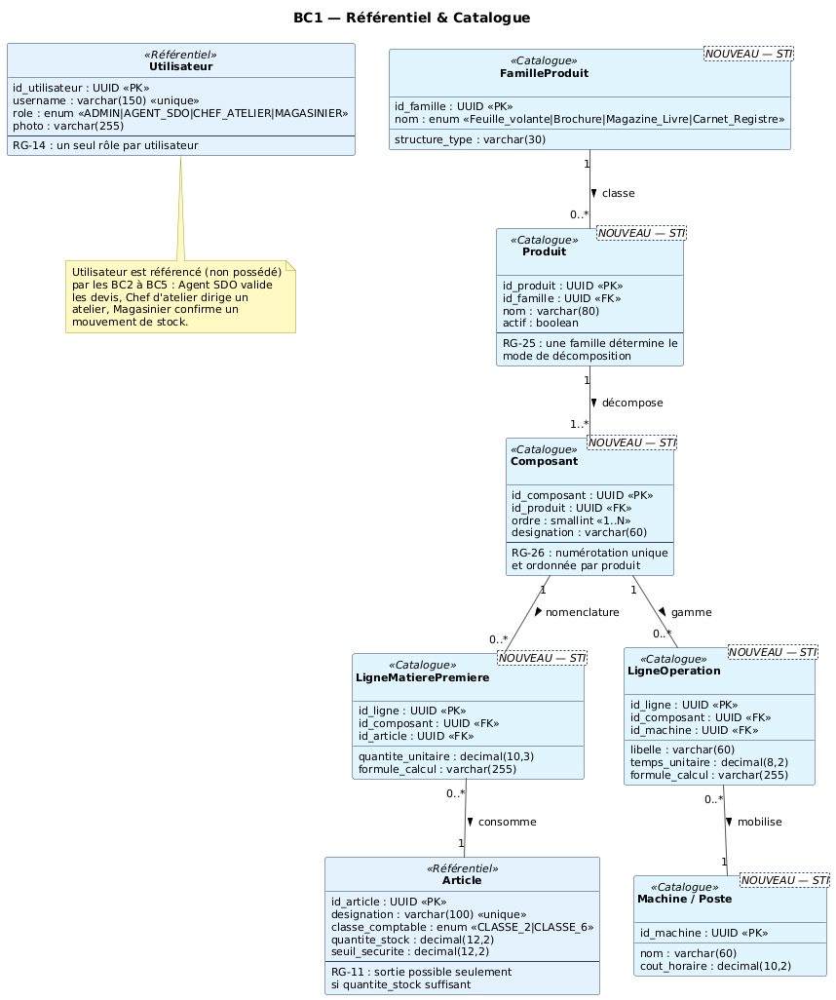 BC1 — Référentiel & Catalogue
«Référentiel»
Utilisateur
id_utilisateur : UUID «PK»
username : varchar(150) «unique»
role : enum «ADMIN|AGENT_SDO|CHEF_ATELIER|MAGASINIER»
photo : varchar(255)
RG-14 : un seul rôle par utilisateur
NOUVEAU — STI
«Catalogue»
FamilleProduit
id_famille : UUID «PK»
nom : enum «Feuille_volante|Brochure|Magazine_Livre|Carnet_Registre»
structure_type : varchar(30)
1
classe
0..*
Utilisateur est référencé (non possédé)
par les BC2 à BC5 : Agent SDO valide
les devis, Chef d'atelier dirige un
atelier, Magasinier confirme un
mouvement de stock.
NOUVEAU — STI
«Catalogue»
Produit
id_produit : UUID «PK»
id_famille : UUID «FK»
nom : varchar(80)
actif : boolean
RG-25 : une famille détermine le
mode de décomposition
1
décompose
1..*
NOUVEAU — STI
«Catalogue»
Composant
id_composant : UUID «PK»
id_produit : UUID «FK»
ordre : smallint «1..N»
designation : varchar(60)
RG-26 : numérotation unique
et ordonnée par produit
1
nomenclature
0..*
1
gamme
0..*
NOUVEAU — STI
«Catalogue»
LigneMatierePremiere
id_ligne : UUID «PK»
id_composant : UUID «FK»
id_article : UUID «FK»
quantite_unitaire : decimal(10,3)
formule_calcul : varchar(255)
NOUVEAU — STI
«Catalogue»
LigneOperation
id_ligne : UUID «PK»
id_composant : UUID «FK»
id_machine : UUID «FK»
libelle : varchar(60)
temps_unitaire : decimal(8,2)
formule_calcul : varchar(255)
0..*
consomme
1
0..*
mobilise
1
«Référentiel»
Article
id_article : UUID «PK»
designation : varchar(100) «unique»
classe_comptable : enum «CLASSE_2|CLASSE_6»
quantite_stock : decimal(12,2)
seuil_securite : decimal(12,2)
RG-11 : sortie possible seulement
si quantite_stock suffisant
NOUVEAU — STI
«Catalogue»
Machine / Poste
id_machine : UUID «PK»
nom : varchar(60)
cout_horaire : decimal(10,2)